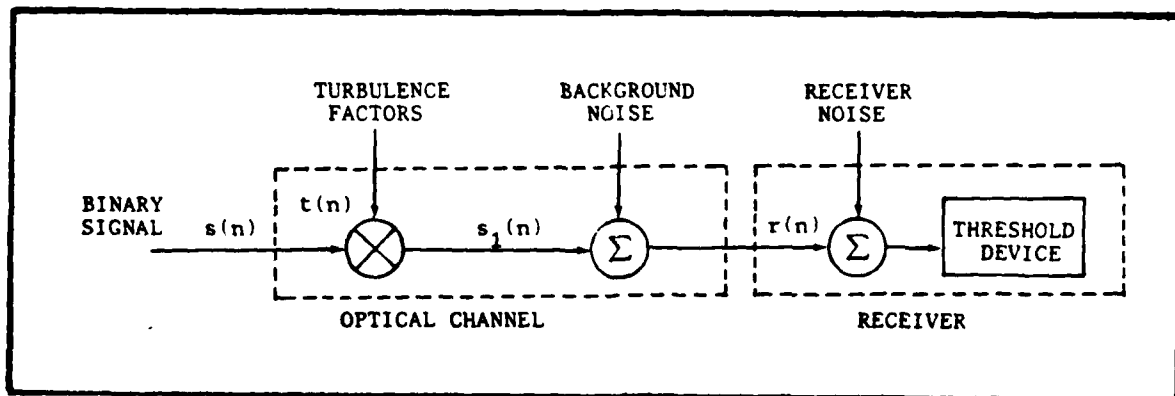 TURBULENCE
FACTORS
BACKGROUND
NOISE
RECEIVER
NOISE
BINARY
SIGNAL
s(n)
t(n)
s1(n)
Σ
r(n)
Σ
THRESHOLD
DEVICE
OPTICAL CHANNEL
RECEIVER